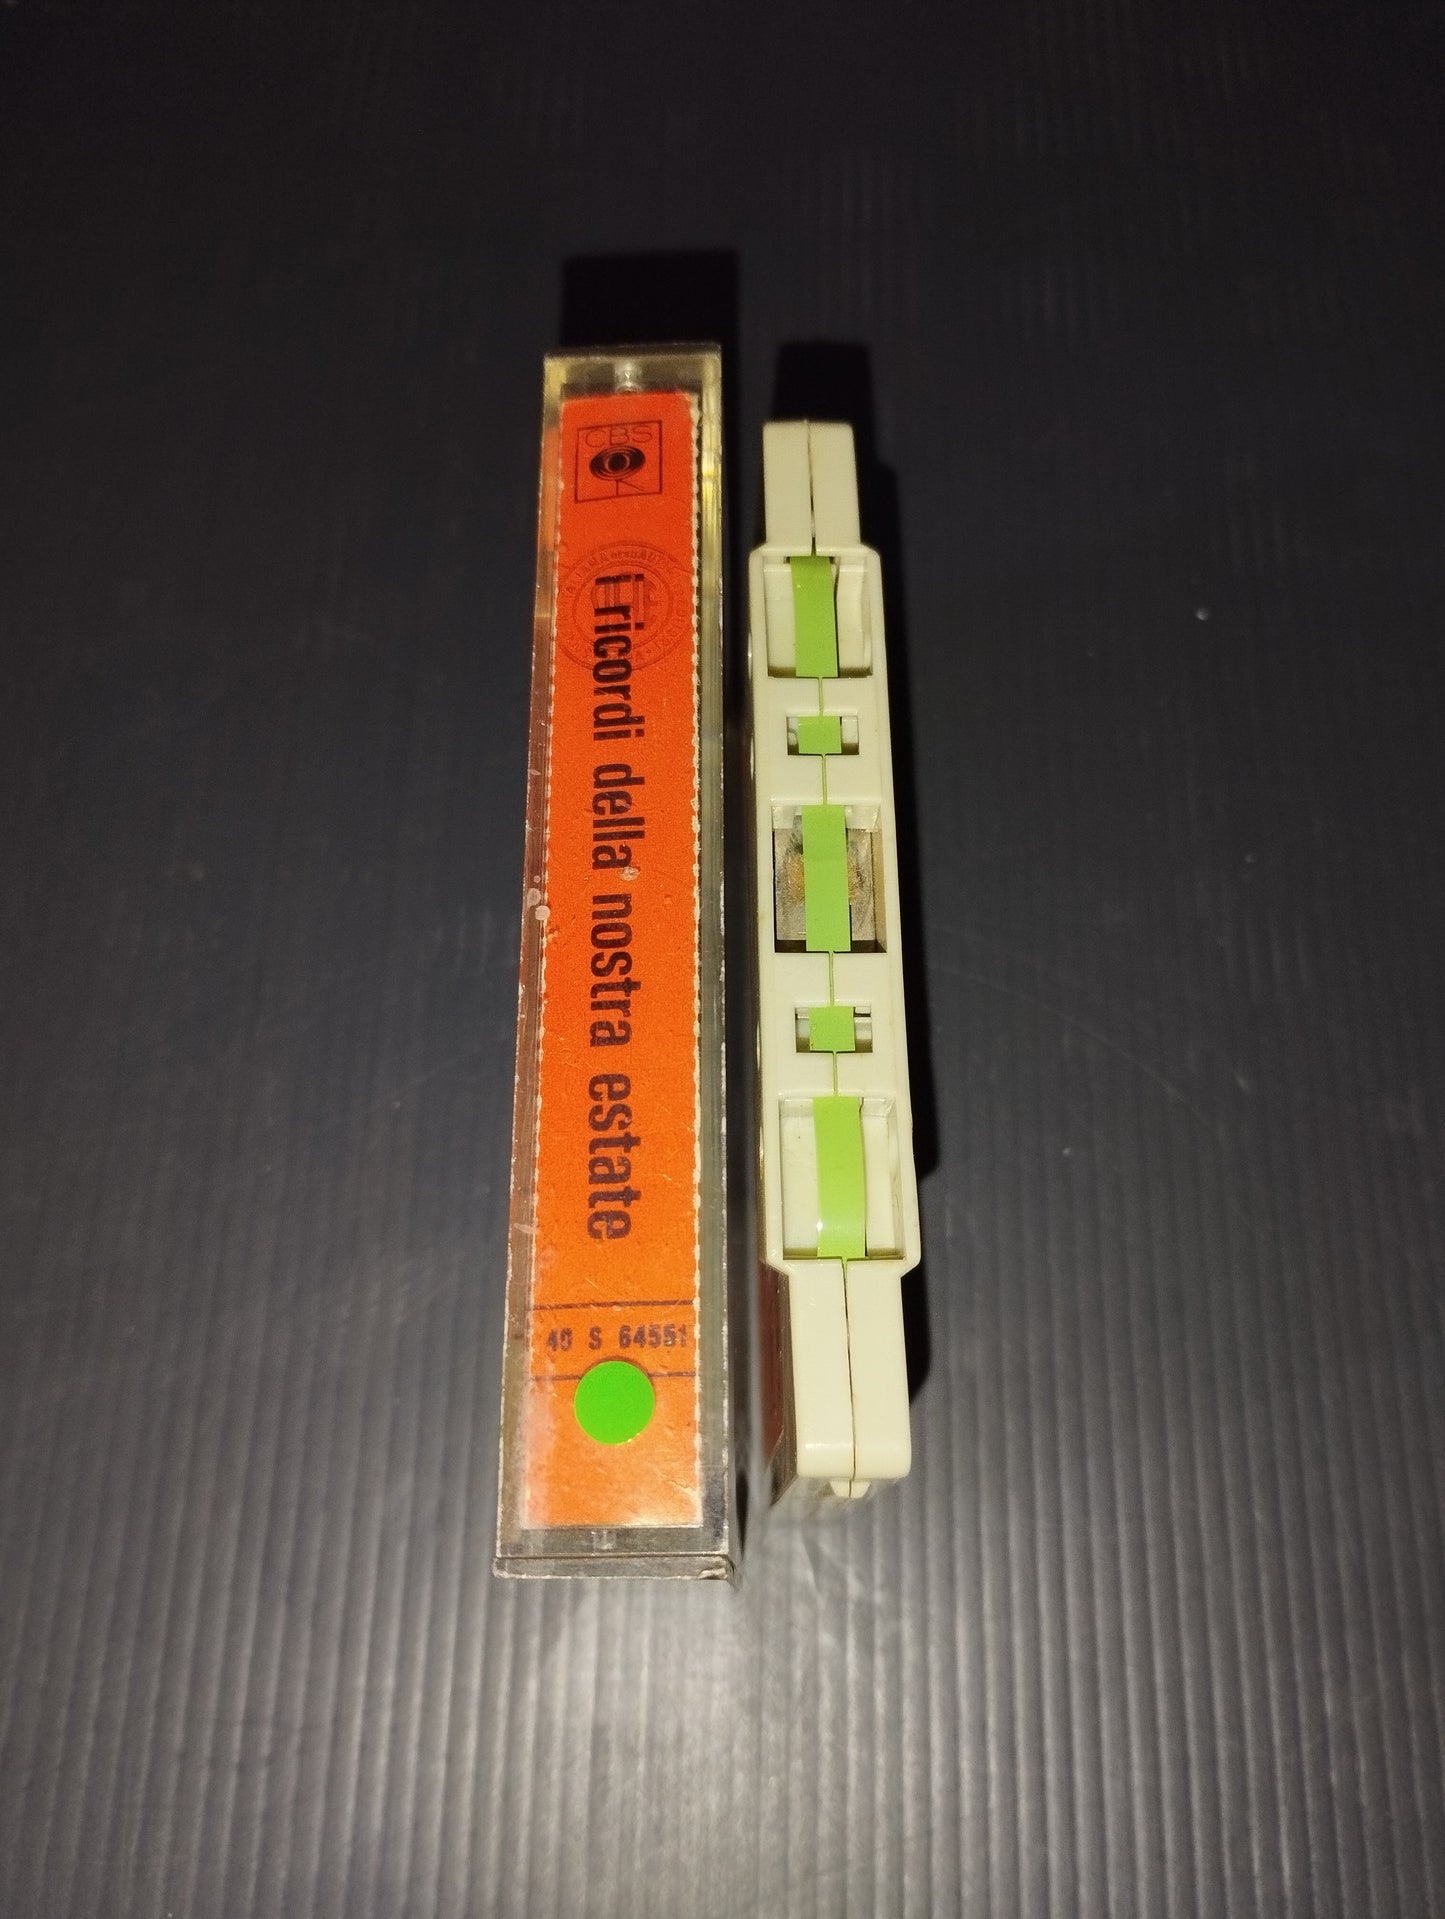 CBS
i ricordi della nostra estate
40 S 64551